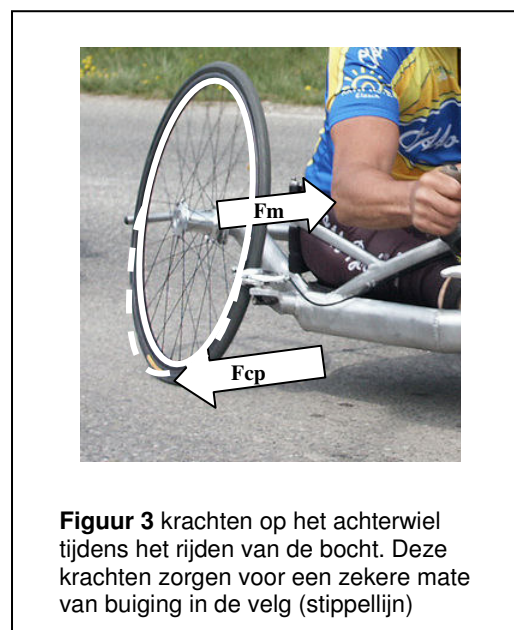 Fm
Fcp
Figuur 3 krachten op het achterwiel
tijdens het rijden van de bocht. Deze
krachten zorgen voor een zekere mate
van buiging in de velg (stippellijn)